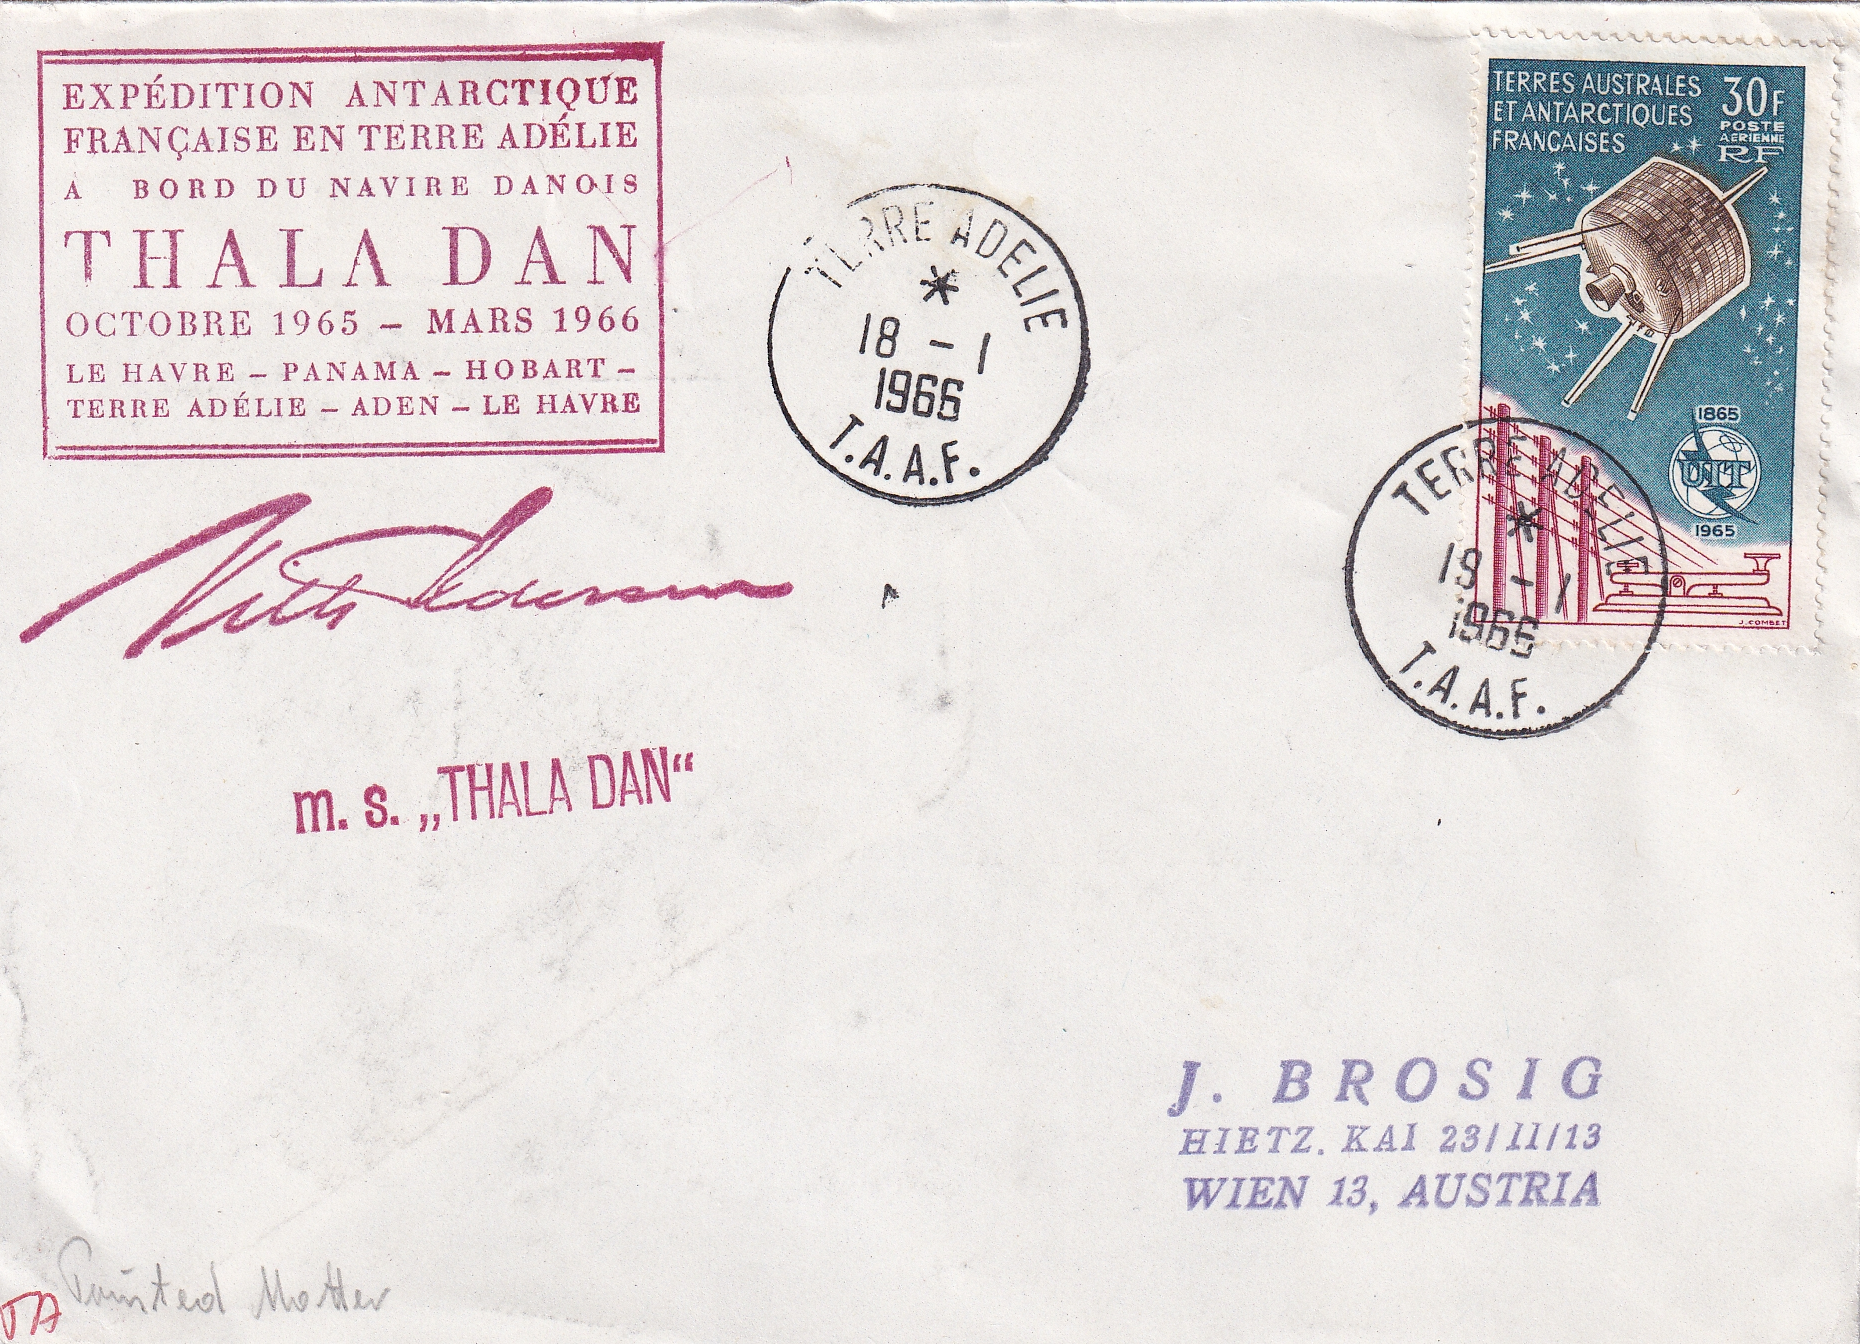 EXPÉDITION ANTARCTIQUE
FRANÇAISE EN TERRE ADÉLIE
A BORD DU NAVIRE DANOIS
THALA DAN
OCTOBRE 1965 – MARS 1966
LE HAVRE – PANAMA – HOBART –
TERRE ADÉLIE – ADEN – LE HAVRE
TERRE ADELIE
*
18 - 1
1966
T.A.A.F.
TERRES AUSTRALES
ET ANTARCTIQUES
FRANÇAISES
30F
POSTE
AERIENNE
RF
1865
UIT
1965
J. COMBET
TERRE ADELIE
*
19 - 1
1966
T.A.A.F.
m. s. „THALA DAN“
J. BROSIG
HIETZ. KAI 23/II/13
WIEN 13, AUSTRIA
Printed Matter